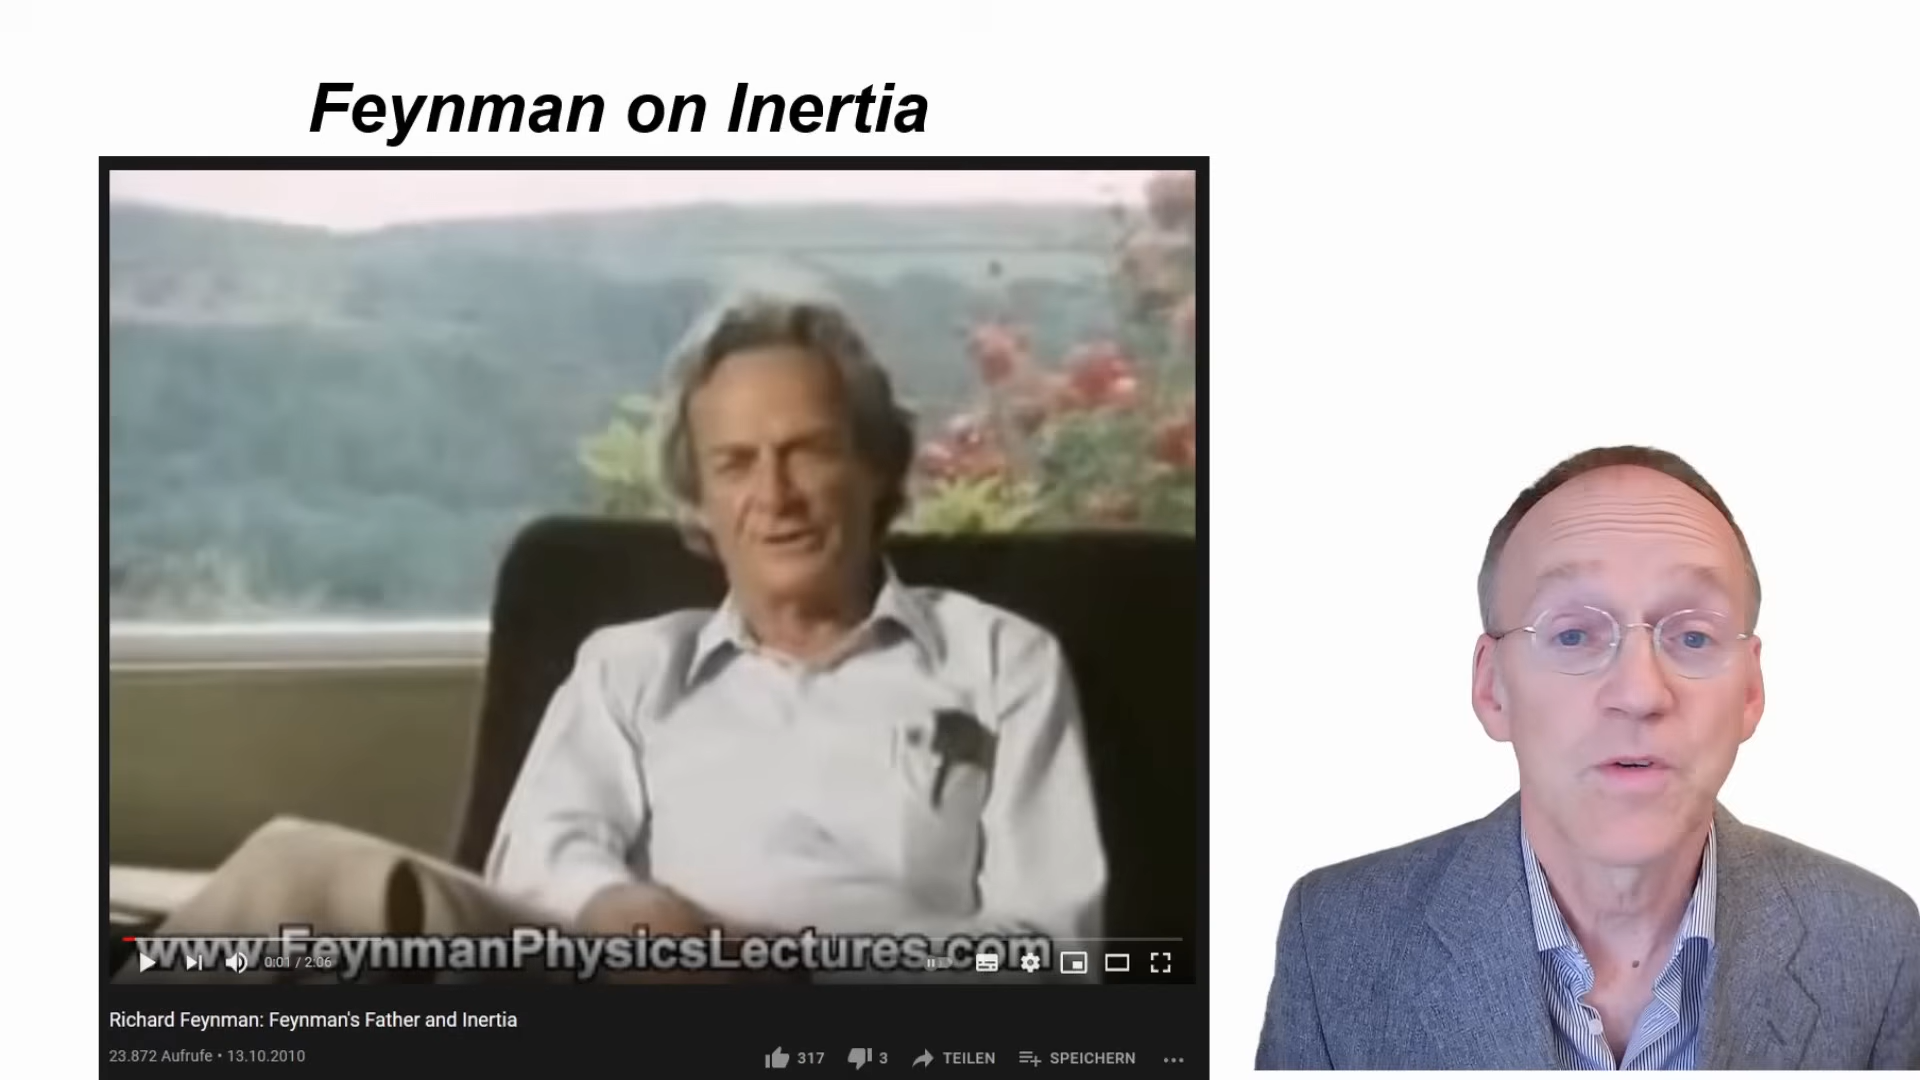 Feynman on Inertia
www.FeynmanPhysicsLectures.com
0:01 / 2:06
Richard Feynman: Feynman's Father and Inertia
23.872 Aufrufe • 13.10.2010
317 3 TEILEN SPEICHERN